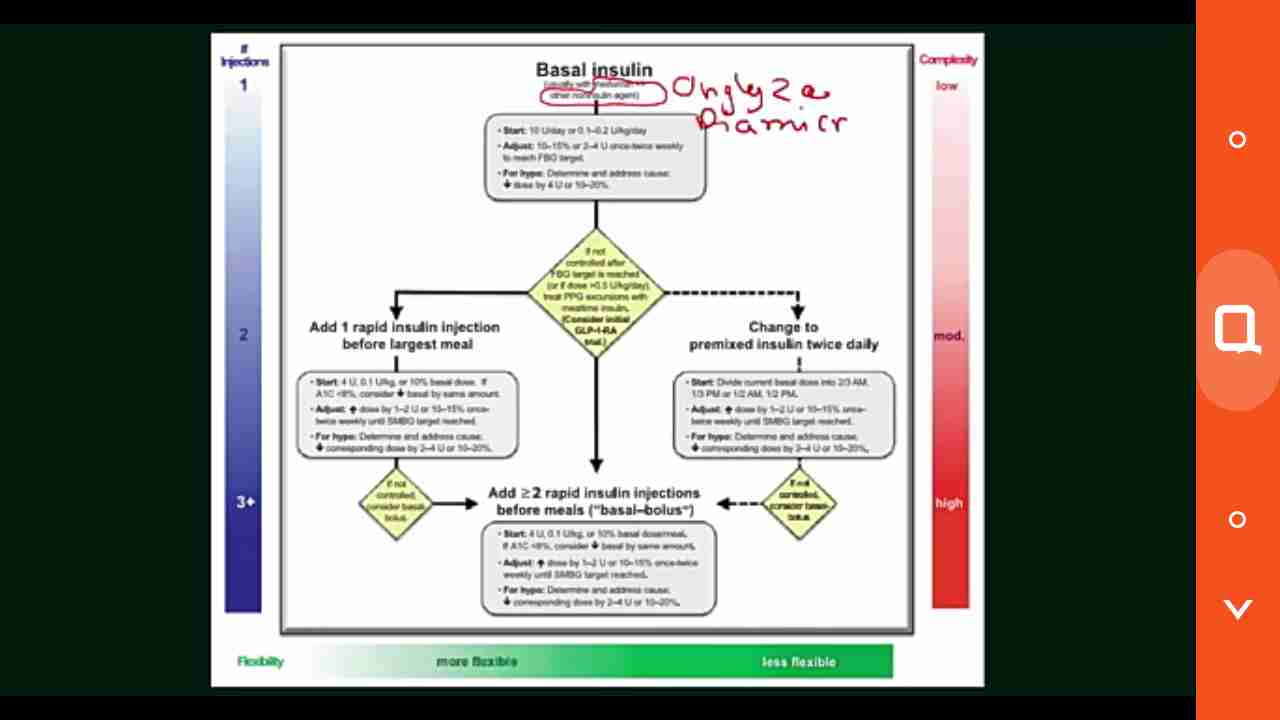 # Injections
Complexity
1
low
2
mod.
3+
high
Basal insulin
(usually with metformin +/-
other noninsulin agent)
Onglyza
Diamicr
• Start: 10 U/day or 0.1–0.2 U/kg/day
• Adjust: 10–15% or 2–4 U once-twice weekly
to reach FBG target.
• For hypo: Determine and address cause;
⬇ dose by 4 U or 10–20%.
If not
controlled after
FBG target is reached
(or if dose >0.5 U/kg/day),
treat PPG excursions with
mealtime insulin.
(Consider initial
GLP-1-RA
trial.)
Add 1 rapid insulin injection
before largest meal
• Start: 4 U, 0.1 U/kg, or 10% basal dose. If
A1C <8%, consider ⬇ basal by same amount.
• Adjust: ⬆ dose by 1–2 U or 10–15% once-
twice weekly until SMBG target reached.
• For hypo: Determine and address cause;
⬇ corresponding dose by 2–4 U or 10–20%.
If not
controlled,
consider basal-
bolus.
Change to
premixed insulin twice daily
• Start: Divide current basal dose into 2/3 AM,
1/3 PM or 1/2 AM, 1/2 PM.
• Adjust: ⬆ dose by 1–2 U or 10–15% once-
twice weekly until SMBG target reached.
• For hypo: Determine and address cause;
⬇ corresponding dose by 2–4 U or 10–20%.
If not
controlled,
consider basal-
bolus.
Add ≥2 rapid insulin injections
before meals ("basal–bolus")
• Start: 4 U, 0.1 U/kg, or 10% basal dose/meal.
If A1C <8%, consider ⬇ basal by same amount.
• Adjust: ⬆ dose by 1–2 U or 10–15% once-twice
weekly until SMBG target reached.
• For hypo: Determine and address cause;
⬇ corresponding dose by 2–4 U or 10–20%.
Flexibility
more flexible
less flexible